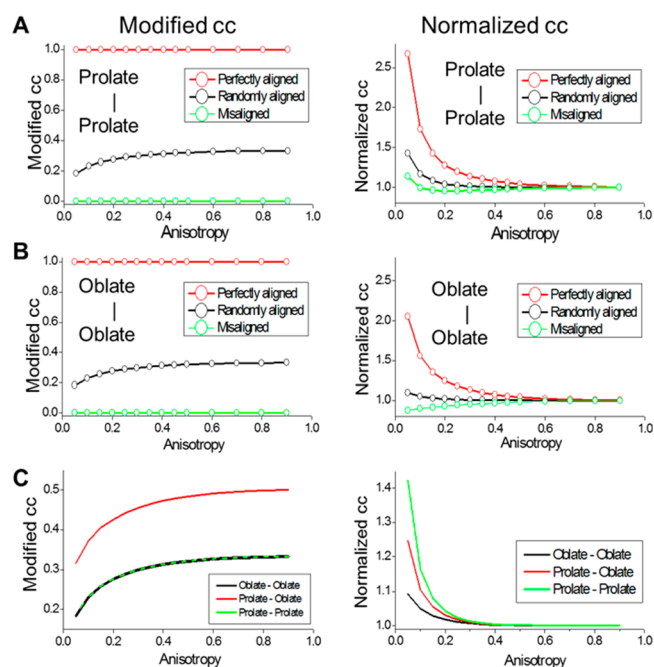 Modified cc
Normalized cc
A
Modified cc
1.0
0.8
0.6
0.4
0.2
0.0
Prolate
|
Prolate
Perfectly aligned
Randomly aligned
Misaligned
0.0 0.2 0.4 0.6 0.8 1.0
Anisotropy
Normalized cc
2.5
2.0
1.5
1.0
Prolate
|
Prolate
Perfectly aligned
Randomly aligned
Misaligned
0.0 0.2 0.4 0.6 0.8 1.0
Anisotropy
B
Modified cc
1.0
0.8
0.6
0.4
0.2
0.0
Oblate
|
Oblate
Perfectly aligned
Randomly aligned
Misaligned
0.0 0.2 0.4 0.6 0.8 1.0
Anisotropy
Normalized cc
2.0
1.5
1.0
Oblate
|
Oblate
Perfectly aligned
Randomly aligned
Misaligned
0.0 0.2 0.4 0.6 0.8 1.0
Anisotropy
C
Modified cc
0.5
0.4
0.3
0.2
Oblate - Oblate
Prolate - Oblate
Prolate - Prolate
0.0 0.2 0.4 0.6 0.8 1.0
Anisotropy
Normalized cc
1.4
1.3
1.2
1.1
1.0
Oblate - Oblate
Prolate - Oblate
Prolate - Prolate
0.0 0.2 0.4 0.6 0.8 1.0
Anisotropy